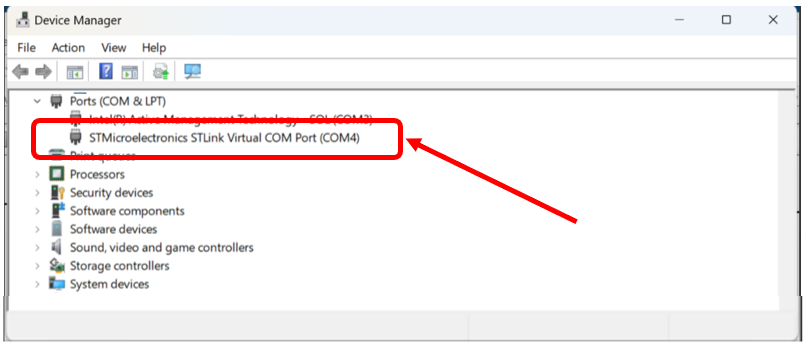 Device Manager
File Action View Help
Ports (COM & LPT)
Intel(R) Active Management Technology - SOL (COM3)
STMicroelectronics STLink Virtual COM Port (COM4)
Print queues
Processors
Security devices
Software components
Software devices
Sound, video and game controllers
Storage controllers
System devices